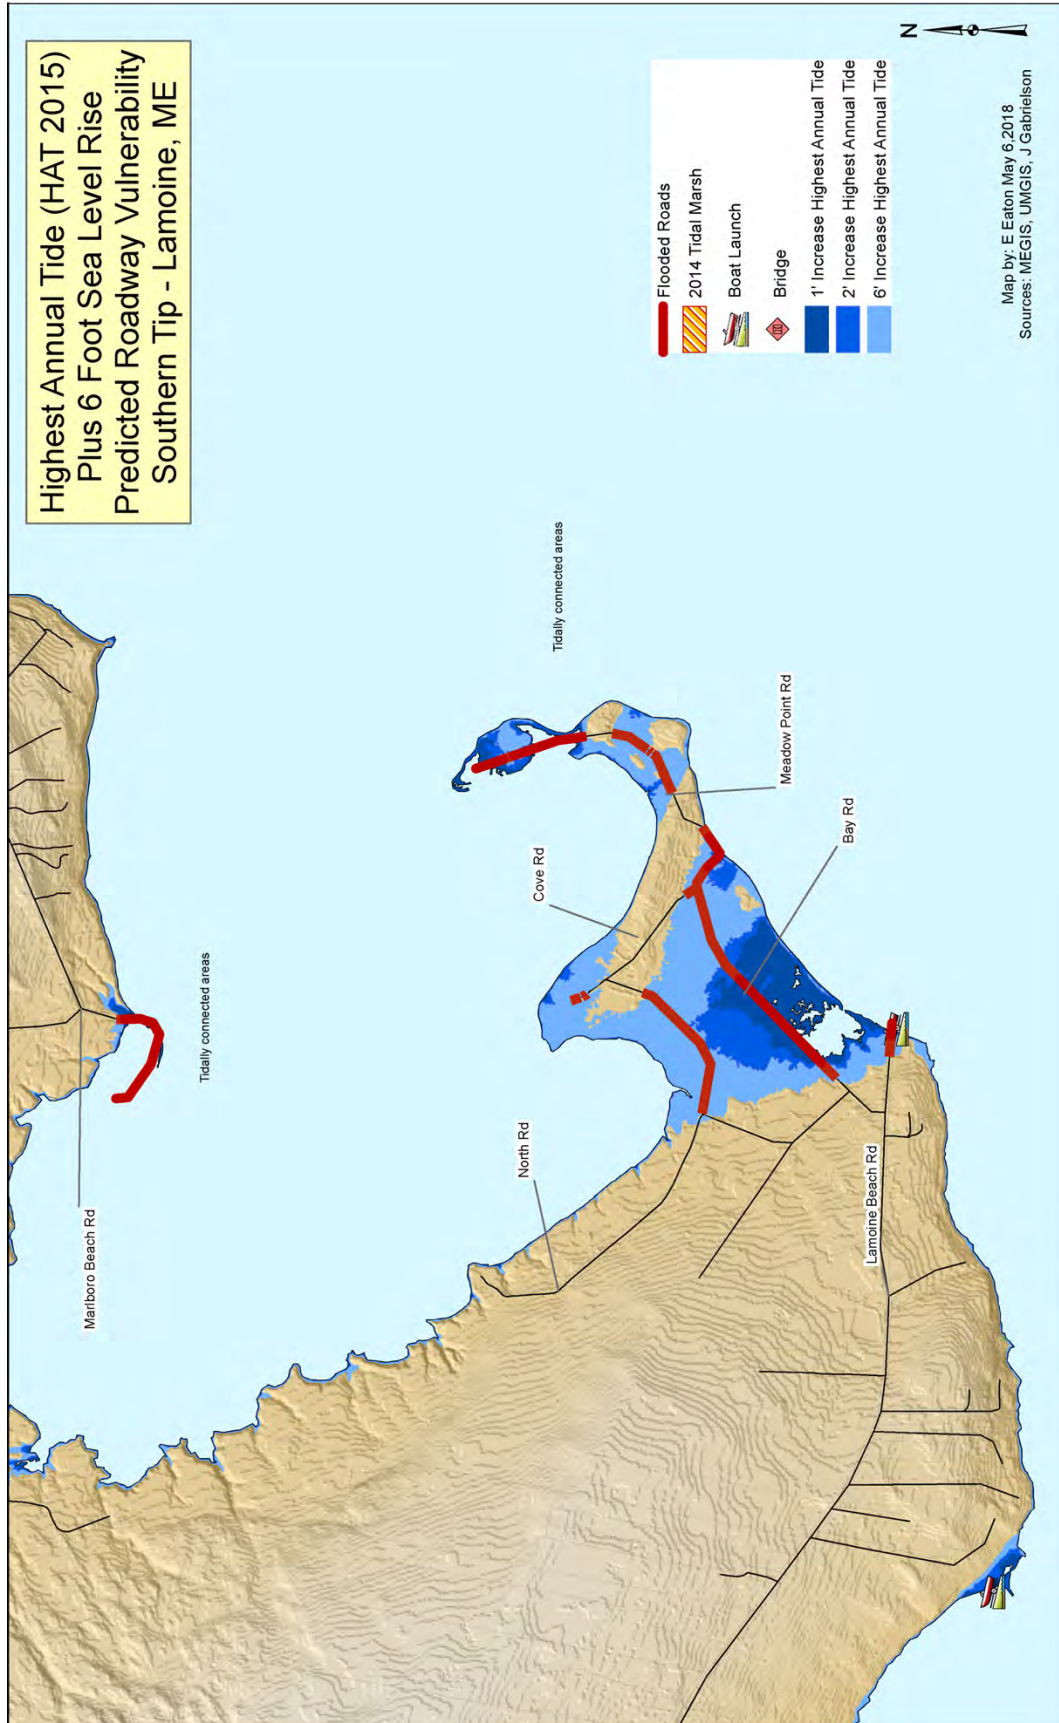 Highest Annual Tide (HAT 2015)
Plus 6 Foot Sea Level Rise
Predicted Roadway Vulnerability
Southern Tip - Lamoine, ME
Marlboro Beach Rd
Tidally connected areas
North Rd
Cove Rd
Tidally connected areas
Meadow Point Rd
Bay Rd
Lamoine Beach Rd
Flooded Roads
2014 Tidal Marsh
Boat Launch
Bridge
1' Increase Highest Annual Tide
2' Increase Highest Annual Tide
6' Increase Highest Annual Tide
N
Map by: E Eaton May 6,2018
Sources: MEGIS, UMGIS, J Gabrielson